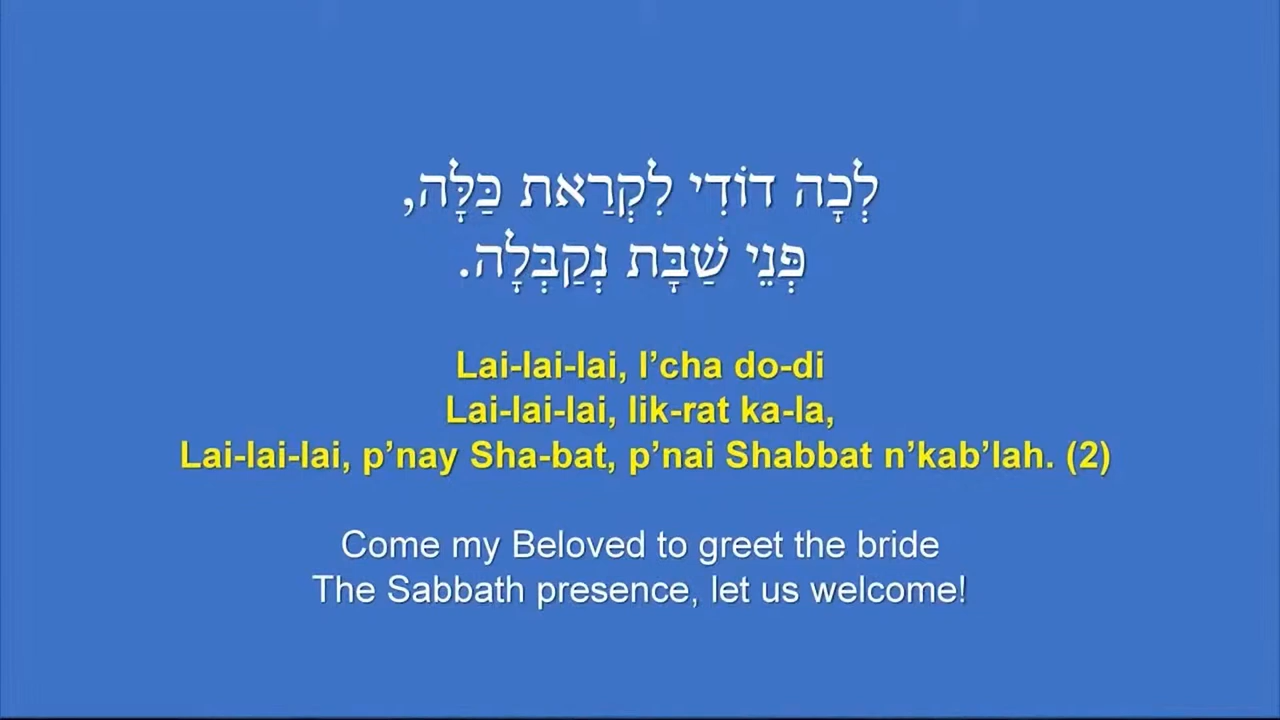 לְכָה דוֹדִי לִקְרַאת כַּלָּה,
פְּנֵי שַׁבָּת נְקַבְּלָה.
Lai-lai-lai, l’cha do-di
Lai-lai-lai, lik-rat ka-la,
Lai-lai-lai, p’nay Sha-bat, p’nai Shabbat n’kab’lah. (2)
Come my Beloved to greet the bride
The Sabbath presence, let us welcome!